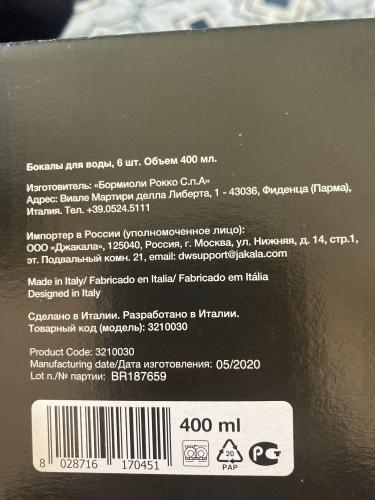 Бокалы для воды, 6 шт. Объем 400 мл.
Изготовитель: «Бормиоли Рокко С.п.А»
Адрес: Виале Мартири делла Либерта, 1 - 43036, Фиденца (Парма),
Италия. Тел. +39.0524.5111
Импортер в России (уполномоченное лицо):
ООО «Джакала», 125040, Россия, г. Москва, ул. Нижняя, д. 14, стр.1,
эт. Подвальный комн. 21, email: dwsupport@jakala.com
Made in Italy/ Fabricado en Italia/ Fabricado em Itália
Designed in Italy
Сделано в Италии. Разработано в Италии.
Товарный код (модель): 3210030
Product Code: 3210030
Manufacturing date/Дата изготовления: 05/2020
Lot n./№ партии: BR187659
400 ml
8 028716 170451
20
PAP
РСТ